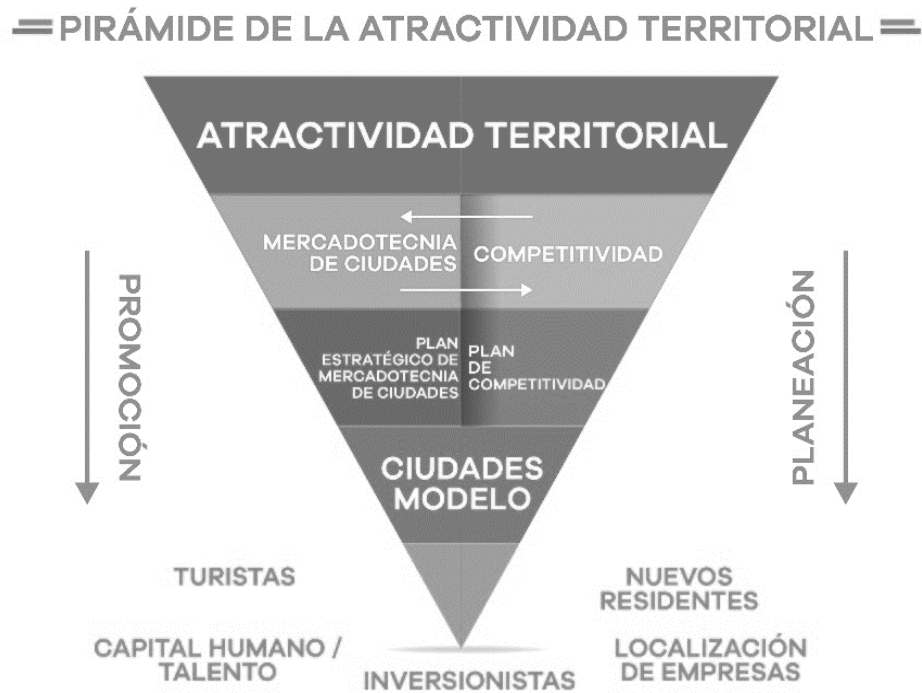 PIRÁMIDE DE LA ATRACTIVIDAD TERRITORIAL
ATRACTIVIDAD TERRITORIAL
MERCADOTECNIA
DE CIUDADES
COMPETITIVIDAD
PLAN
ESTRATÉGICO DE
MERCADOTECNIA
DE CIUDADES
PLAN
DE
COMPETITIVIDAD
CIUDADES
MODELO
PROMOCIÓN
PLANEACIÓN
TURISTAS
NUEVOS
RESIDENTES
CAPITAL HUMANO /
TALENTO
INVERSIONISTAS
LOCALIZACIÓN
DE EMPRESAS